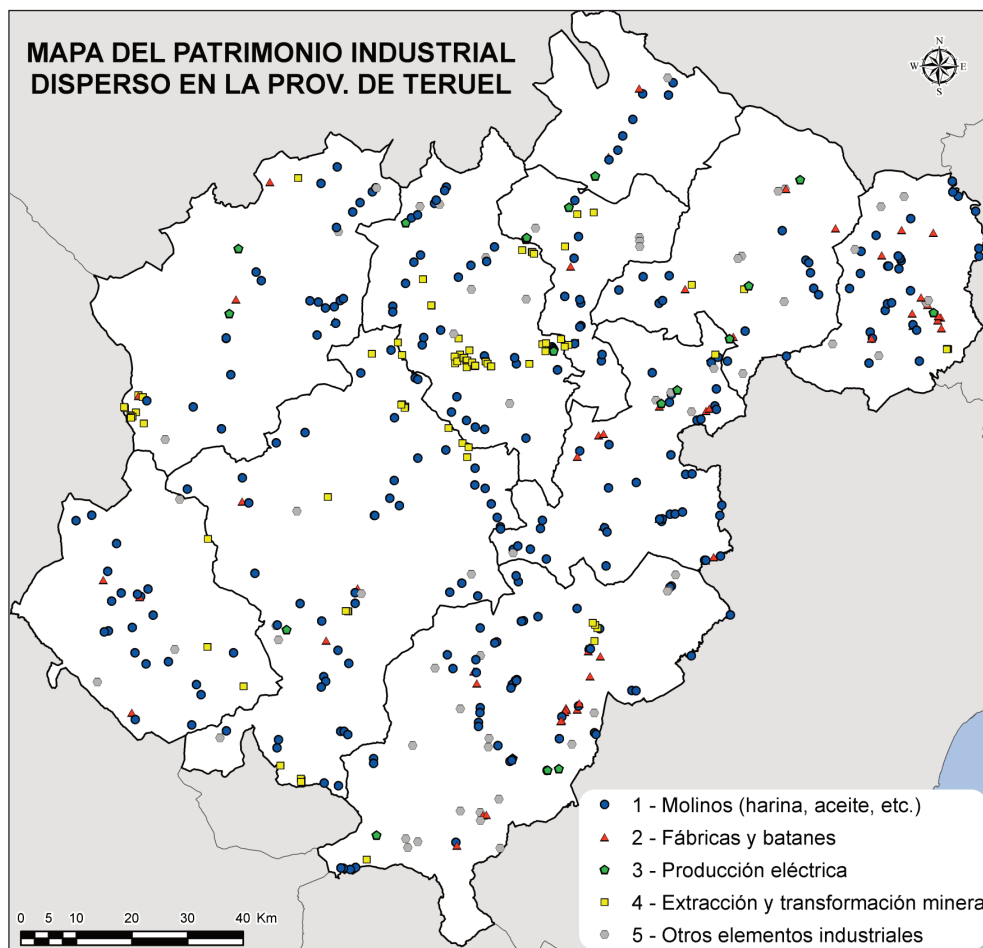 MAPA DEL PATRIMONIO INDUSTRIAL
DISPERSO EN LA PROV. DE TERUEL
N
W E
S
1 - Molinos (harina, aceite, etc.)
2 - Fábricas y batanes
3 - Producción eléctrica
4 - Extracción y transformación minera
5 - Otros elementos industriales
0 5 10 20 30 40 Km